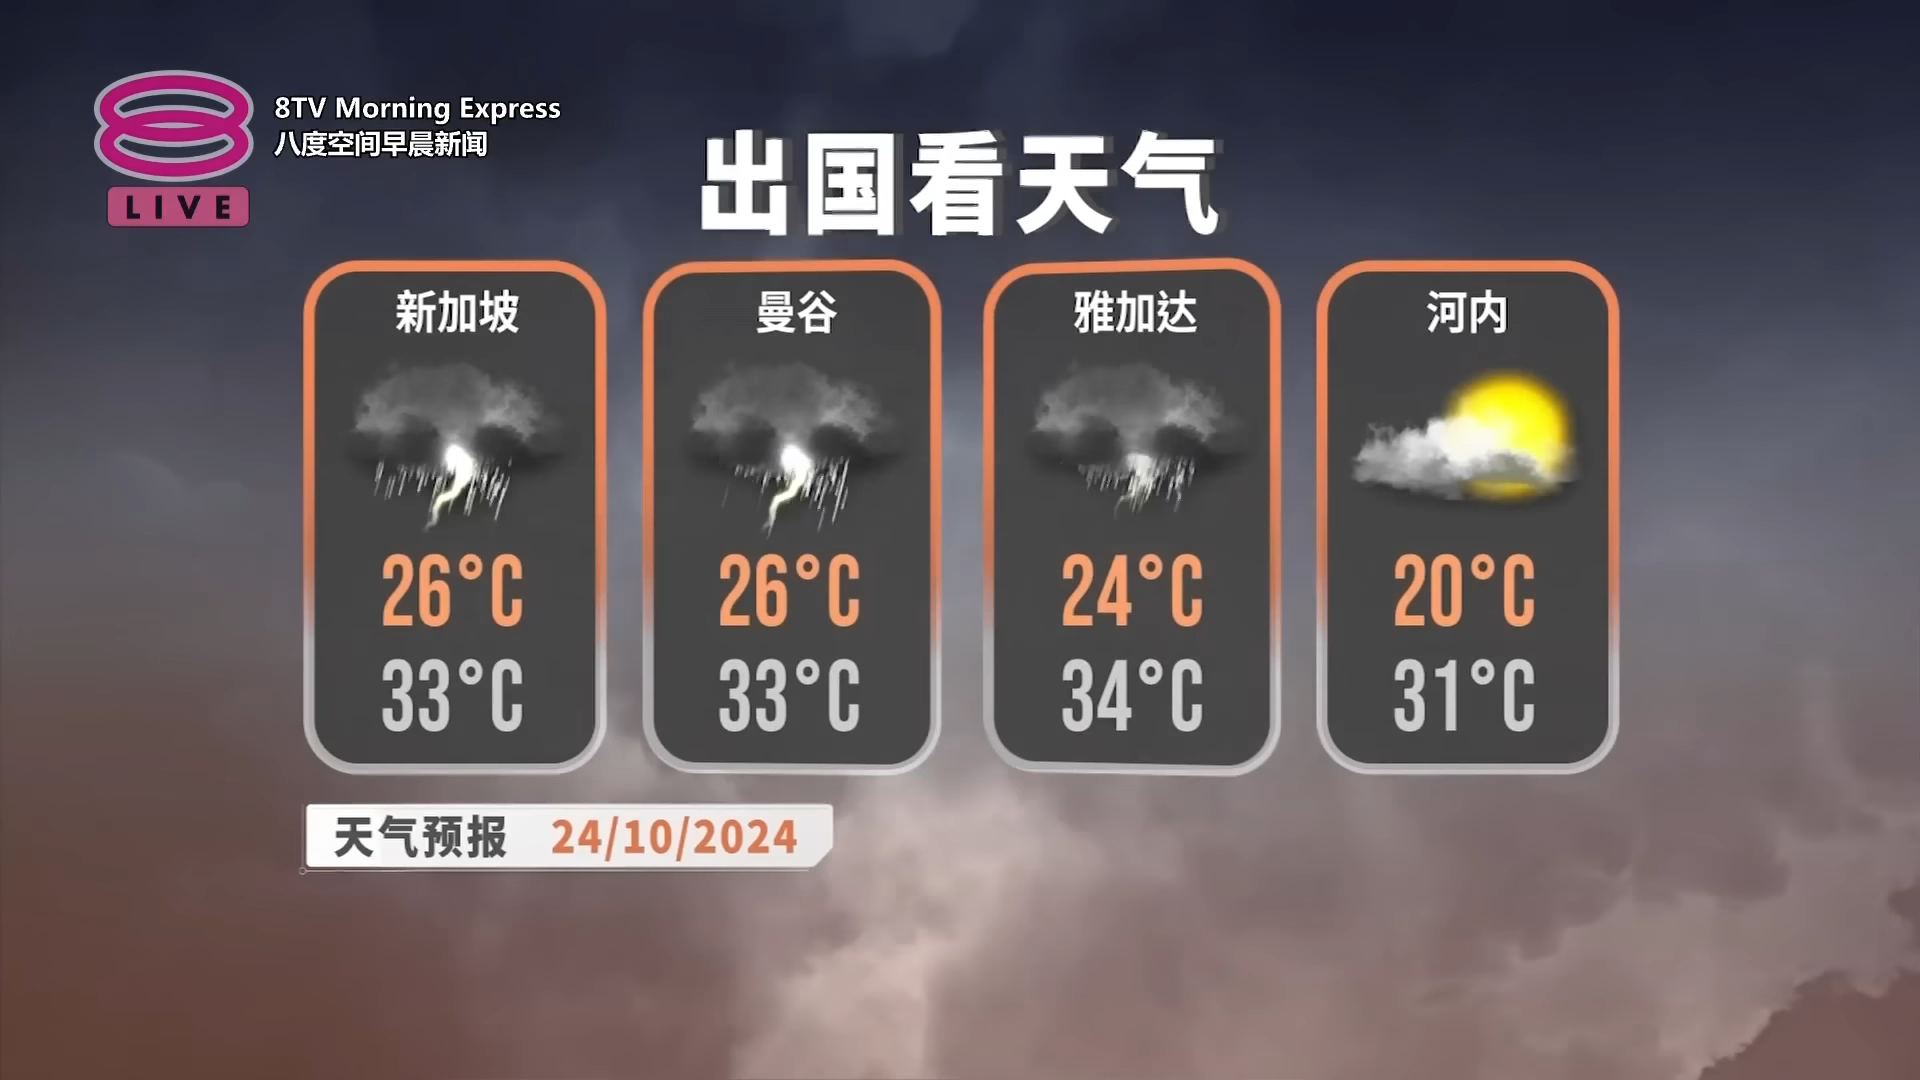 8TV Morning Express
八度空间早晨新闻
LIVE
出国看天气
新加坡
26°C
33°C
曼谷
26°C
33°C
雅加达
24°C
34°C
河内
20°C
31°C
天气预报 24/10/2024